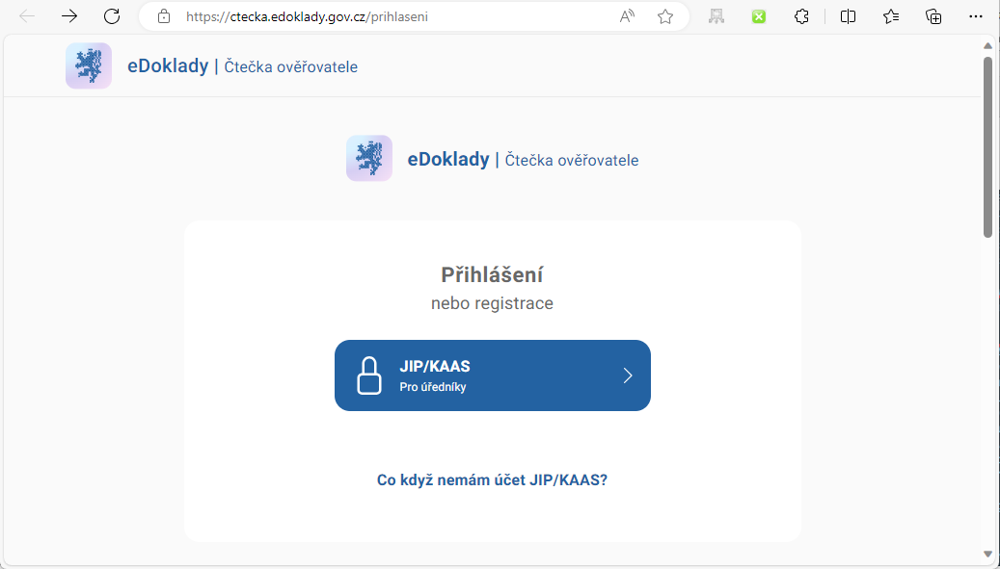 https://ctecka.edoklady.gov.cz/prihlaseni
eDoklady | Čtečka ověřovatele
eDoklady | Čtečka ověřovatele
Přihlášení
nebo registrace
JIP/KAAS
Pro úředníky
Co když nemám účet JIP/KAAS?